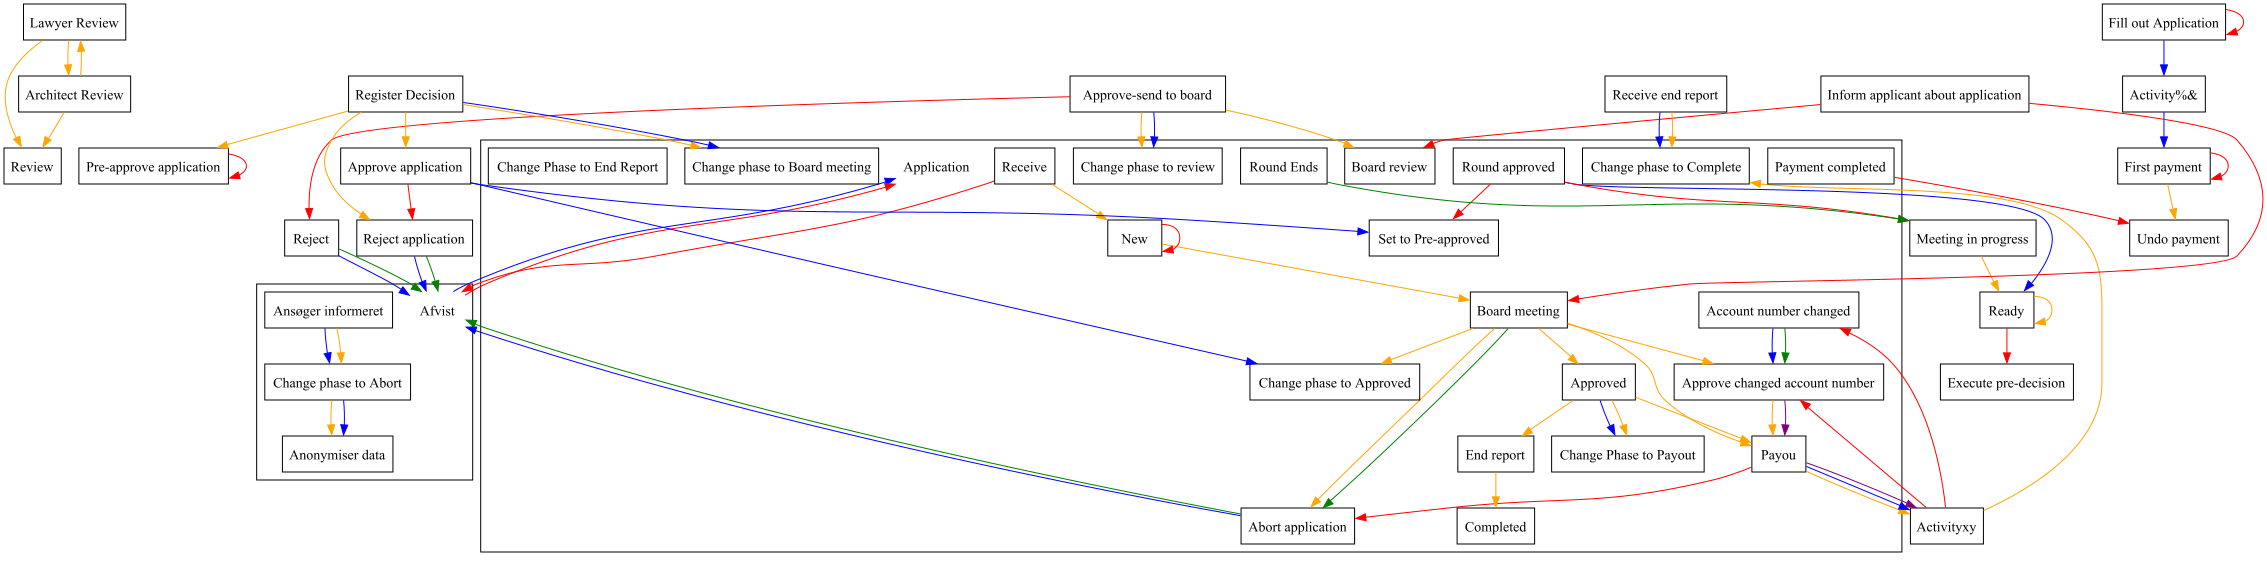 Lawyer Review
Fill out Application
Architect Review
Register Decision
Approve-send to board
Receive end report
Inform applicant about application
Activity%&
Review
Pre-approve application
Approve application
Change Phase to End Report
Change phase to Board meeting
Application
Receive
Change phase to review
Round Ends
Board review
Round approved
Change phase to Complete
Payment completed
First payment
Reject
Reject application
New
Set to Pre-approved
Meeting in progress
Undo payment
Ansøger informeret
Afvist
Board meeting
Account number changed
Ready
Change phase to Abort
Change phase to Approved
Approved
Approve changed account number
Execute pre-decision
Anonymiser data
End report
Change Phase to Payout
Payou
Abort application
Completed
Activityxy